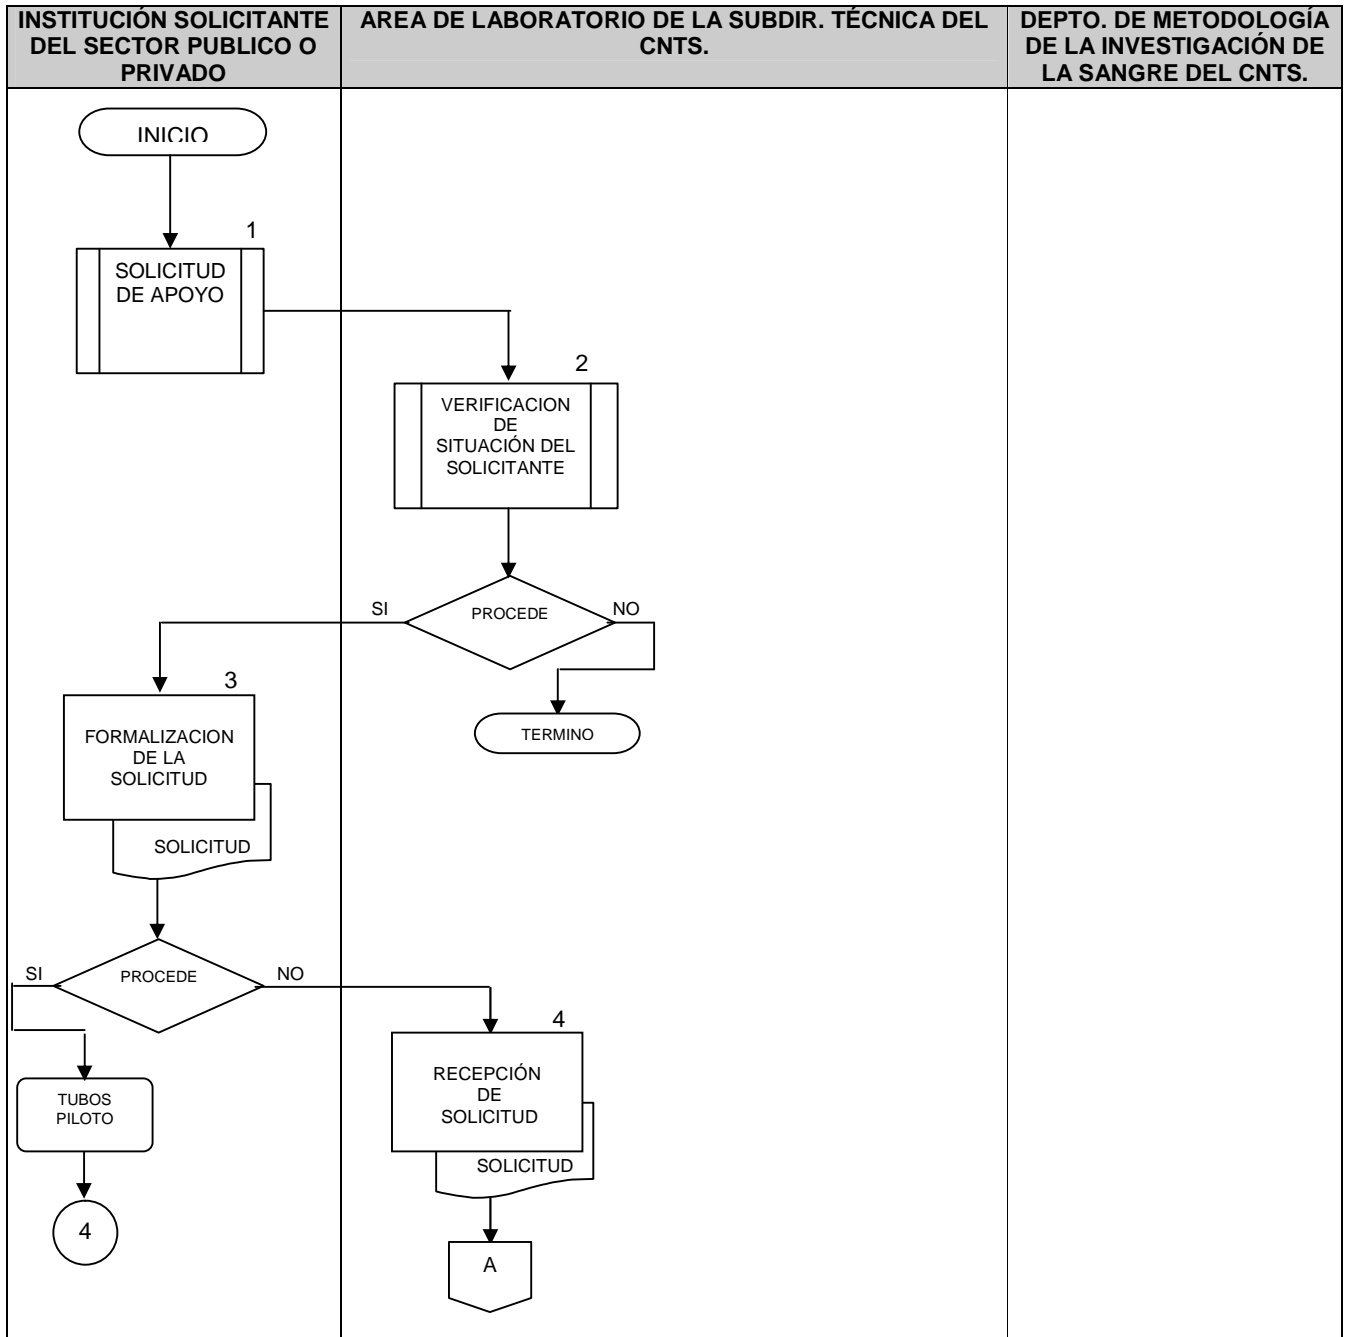 INSTITUCIÓN SOLICITANTE
DEL SECTOR PUBLICO O
PRIVADO
AREA DE LABORATORIO DE LA SUBDIR. TÉCNICA DEL
CNTS.
DEPTO. DE METODOLOGÍA
DE LA INVESTIGACIÓN DE
LA SANGRE DEL CNTS.
INICIO
1
SOLICITUD
DE APOYO
2
VERIFICACION
DE
SITUACIÓN DEL
SOLICITANTE
SI
PROCEDE
NO
3
FORMALIZACION
DE LA
SOLICITUD
TERMINO
SOLICITUD
SI
PROCEDE
NO
4
RECEPCIÓN
DE
SOLICITUD
TUBOS
PILOTO
SOLICITUD
4
A